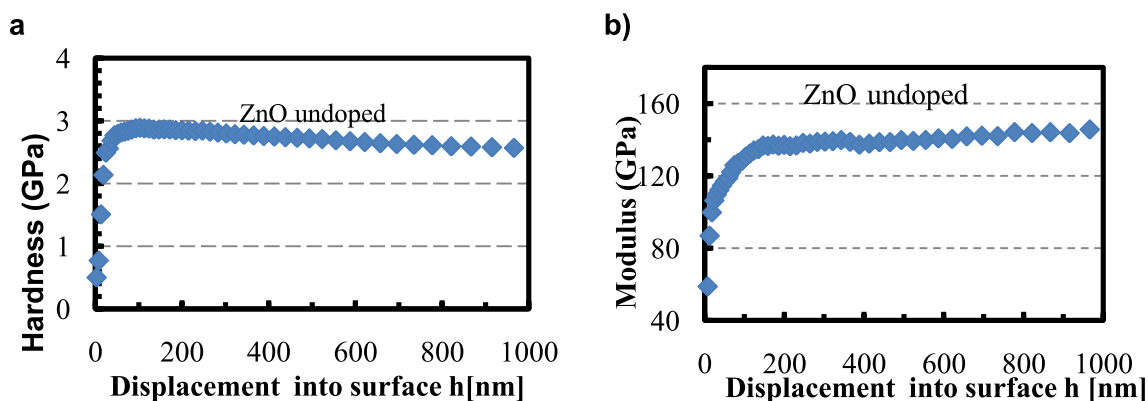 a
Hardness (GPa)
4
3
2
1
0
ZnO undoped
0 200 400 600 800 1000
Displacement into surface h[nm]
b)
Modulus (GPa)
160
120
80
40
ZnO undoped
0 200 400 600 800 1000
Displacement into surface h [nm]